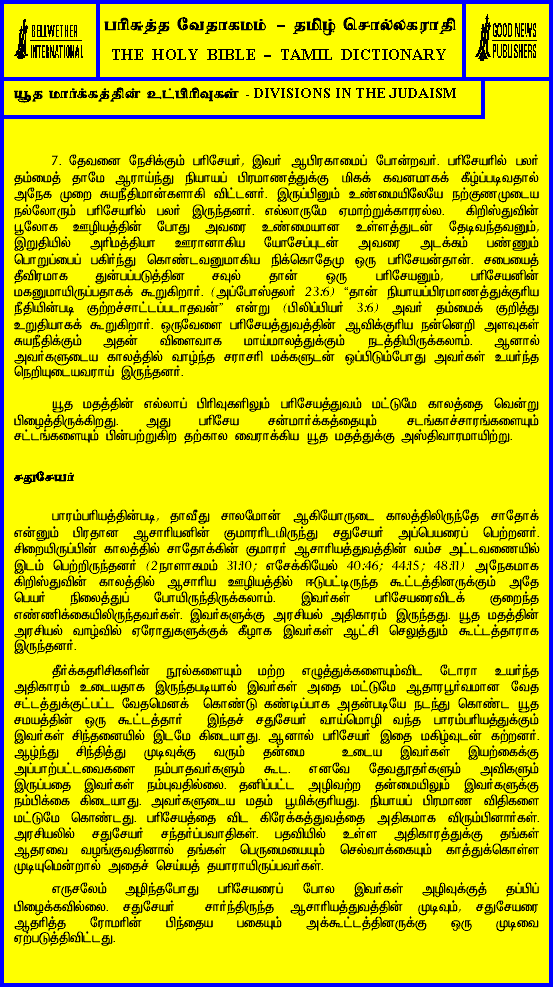 BELLWETHER
INTERNATIONAL
பரிசுத்த வேதாகமம் – தமிழ் சொல்லகராதி
THE HOLY BIBLE – TAMIL DICTIONARY
GOOD NEWS
PUBLISHERS
யூத மார்க்கத்தின் உட்பிரிவுகள் - DIVISIONS IN THE JUDAISM
7. தேவனை நேசிக்கும் பரிசேயர், இவர் ஆபிரகாமைப் போன்றவர். பரிசேயரில் பலர்
தம்மைத் தாமே ஆராய்ந்து நியாயப் பிரமாணத்துக்கு மிகக் கவனமாகக் கீழ்ப்படிவதால்
அநேக முறை சுயநீதிமான்களாகி விட்டனர். இருப்பினும் உண்மையிலேயே நற்குணமுடைய
நல்லோரும் பரிசேயரில் பலர் இருந்தனர். எல்லாருமே ஏமாற்றுக்காரரல்ல. கிறிஸ்துவின்
பூலோக ஊழியத்தின் போது அவரை உண்மையான உள்ளத்துடன் தேடிவந்தவனும்,
இறுதியில் அரிமத்தியா ஊரானாகிய யோசேப்புடன் அவரை அடக்கம் பண்ணும்
பொறுப்பைப் பகிர்ந்து கொண்டவனுமாகிய நிக்கொதேமு ஒரு பரிசேயன்தான். சபையைத்
தீவிரமாக துன்பப்படுத்தின சவுல் தான் ஒரு பரிசேயனும், பரிசேயனின்
மகனுமாயிருப்பதாகக் கூறுகிறார். (அப்போஸ்தலர் 23:6) “தான் நியாயப்பிரமாணத்துக்குரிய
நீதியின்படி குற்றச்சாட்டப்படாதவன்” என்று (பிலிப்பியர் 3:6) அவர் தம்மைக் குறித்து
உறுதியாகக் கூறுகிறார். ஒருவேளை பரிசேயத்துவத்தின் ஆவிக்குரிய நன்னெறி அளவுகள்
சுயநீதிக்கும் அதன் விளைவாக மாய்மாலத்துக்கும் நடத்தியிருக்கலாம். ஆனால்
அவர்களுடைய காலத்தில் வாழ்ந்த சராசரி மக்களுடன் ஒப்பிடும்போது அவர்கள் உயர்ந்த
நெறியுடையவராய் இருந்தனர்.
யூத மதத்தின் எல்லாப் பிரிவுகளிலும் பரிசேயத்துவம் மட்டுமே காலத்தை வென்று
பிழைத்திருக்கிறது. அது பரிசேய சன்மார்க்கத்தையும் சடங்காச்சாரங்களையும்
சட்டங்களையும் பின்பற்றுகிற தற்கால வைராக்கிய யூத மதத்துக்கு அஸ்திவாரமாயிற்று.
சதுசேயர்
பாரம்பரியத்தின்படி, தாவீது சாலமோன் ஆகியோருடை காலத்திலிருந்தே சாதோக்
என்னும் பிரதான ஆசாரியனின் குமாரரிடமிருந்து சதுசேயர் அப்பெயரைப் பெற்றனர்.
சிறையிருப்பின் காலத்தில் சாதோக்கின் குமாரர் ஆசாரியத்துவத்தின் வம்ச அட்டவணையில்
இடம் பெற்றிருந்தனர் (2நாளாகமம் 31:10; எசேக்கியேல் 40:46; 44:15; 48:11) அநேகமாக
கிறிஸ்துவின் காலத்தில் ஆசாரிய ஊழியத்தில் ஈடுபட்டிருந்த கூட்டத்தினருக்கும் அதே
பெயர் நிலைத்துப் போயிருந்திருக்கலாம். இவர்கள் பரிசேயரைவிடக் குறைந்த
எண்ணிக்கையிலிருந்தவர்கள். இவர்களுக்கு அரசியல் அதிகாரம் இருந்தது. யூத மதத்தின்
அரசியல் வாழ்வில் ஏரோதுகளுக்குக் கீழாக இவர்கள் ஆட்சி செலுத்தும் கூட்டத்தாராக
இருந்தனர்.
தீர்க்கதரிசிகளின் நூல்களையும் மற்ற எழுத்துக்களையும்விட டோரா உயர்ந்த
அதிகாரம் உடையதாக இருந்தபடியால் இவர்கள் அதை மட்டுமே ஆதாரபூர்வமான வேத
சட்டத்துக்குட்பட்ட வேதமெனக் கொண்டு கண்டிப்பாக அதன்படியே நடந்து கொண்ட யூத
சமயத்தின் ஒரு கூட்டத்தார் இந்தச் சதுசேயர் வாய்மொழி வந்த பாரம்பரியத்துக்கும்
இவர்கள் சிந்தனையில் இடமே கிடையாது. ஆனால் பரிசேயர் இதை மகிழ்வுடன் கற்றனர்.
ஆழ்ந்து சிந்தித்து முடிவுக்கு வரும் தன்மை உடைய இவர்கள் இயற்கைக்கு
அப்பாற்பட்டவைகளை நம்பாதவர்களும் கூட. எனவே தேவதூதர்களும் அவிகளும்
இருப்பதை இவர்கள் நம்புவதில்லை. தனிப்பட்ட அழிவற்ற தன்மையிலும் இவர்களுக்கு
நம்பிக்கை கிடையாது. அவர்களுடைய மதம் பூமிக்குரியது. நியாயப் பிரமாண விதிகளை
மட்டுமே கொண்டது. பரிசேயத்தை விட கிரேக்கத்துவத்தை அதிகமாக விரும்பினார்கள்.
அரசியலில் சதுசேயர் சந்தர்ப்பவாதிகள். பதவியில் உள்ள அதிகாரத்துக்கு தங்கள்
ஆதரவை வழங்குவதினால் தங்கள் பெருமையையும் செல்வாக்கையும் காத்துக்கொள்ள
முடியுமென்றால் அதைச் செய்யத் தயாராயிருப்பவர்கள்.
எருசலேம் அழிந்தபோது பரிசேயரைப் போல இவர்கள் அழிவுக்குத் தப்பிப்
பிழைக்கவில்லை. சதுசேயர் சார்ந்திருந்த ஆசாரியத்துவத்தின் முடிவும், சதுசேயரை
ஆதரித்த ரோமரின் பிந்தைய பகையும் அக்கூட்டத்தினருக்கு ஒரு முடிவை
ஏற்படுத்திவிட்டது.